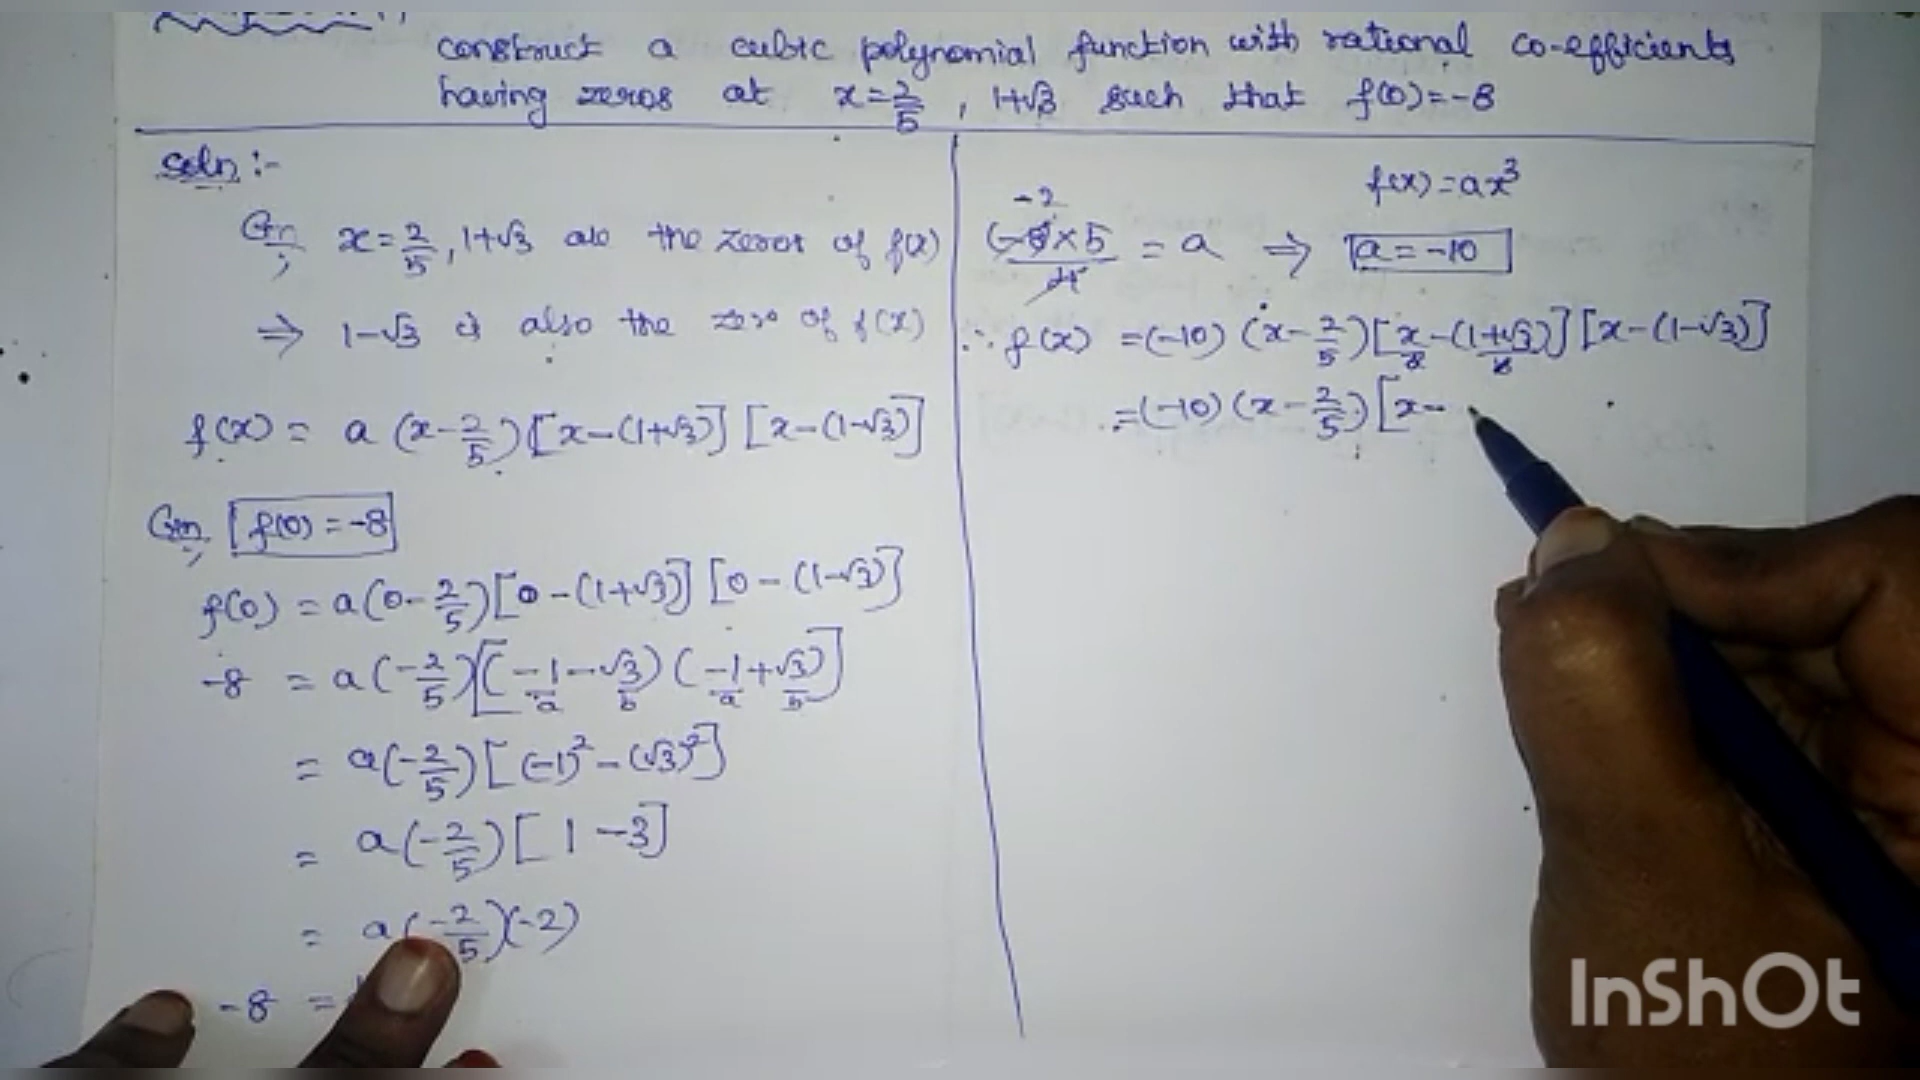 construct a cubic polynomial function with rational co-efficients
having zeros at x=2/5, 1+√3 such that f(0)=-8
Soln:-
Gn; x=2/5, 1+√3 are the zeros of f(x)
⇒ 1-√3 is also the zero of f(x)
f(x) = a(x-2/5)[x-(1+√3)][x-(1-√3)]
Gn; f(0)=-8
f(0) = a(0-2/5)[0-(1+√3)][0-(1-√3)]
-8 = a(-2/5)[(-1-√3)(-1+√3)]
a b a b
= a(-2/5)[(-1)²-(√3)²]
= a(-2/5)[1-3]
= a(-2/5)(-2)
-8 =
f(x)=ax³
-2
(-8×5)/4 = a ⇒ a=-10
∴ f(x) = (-10)(x-2/5)[x-(1+√3)][x-(1-√3)]
=(-10)(x-2/5)[x-
InShOt